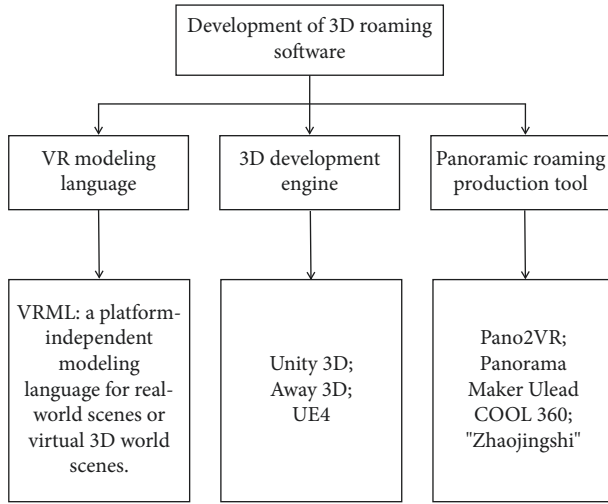 Development of 3D roaming
software
VR modeling
language
3D development
engine
Panoramic roaming
production tool
VRML: a platform-
independent
modeling
language for real-
world scenes or
virtual 3D world
scenes.
Unity 3D;
Away 3D;
UE4
Pano2VR;
Panorama
Maker Ulead
COOL 360;
"Zhaojingshi"